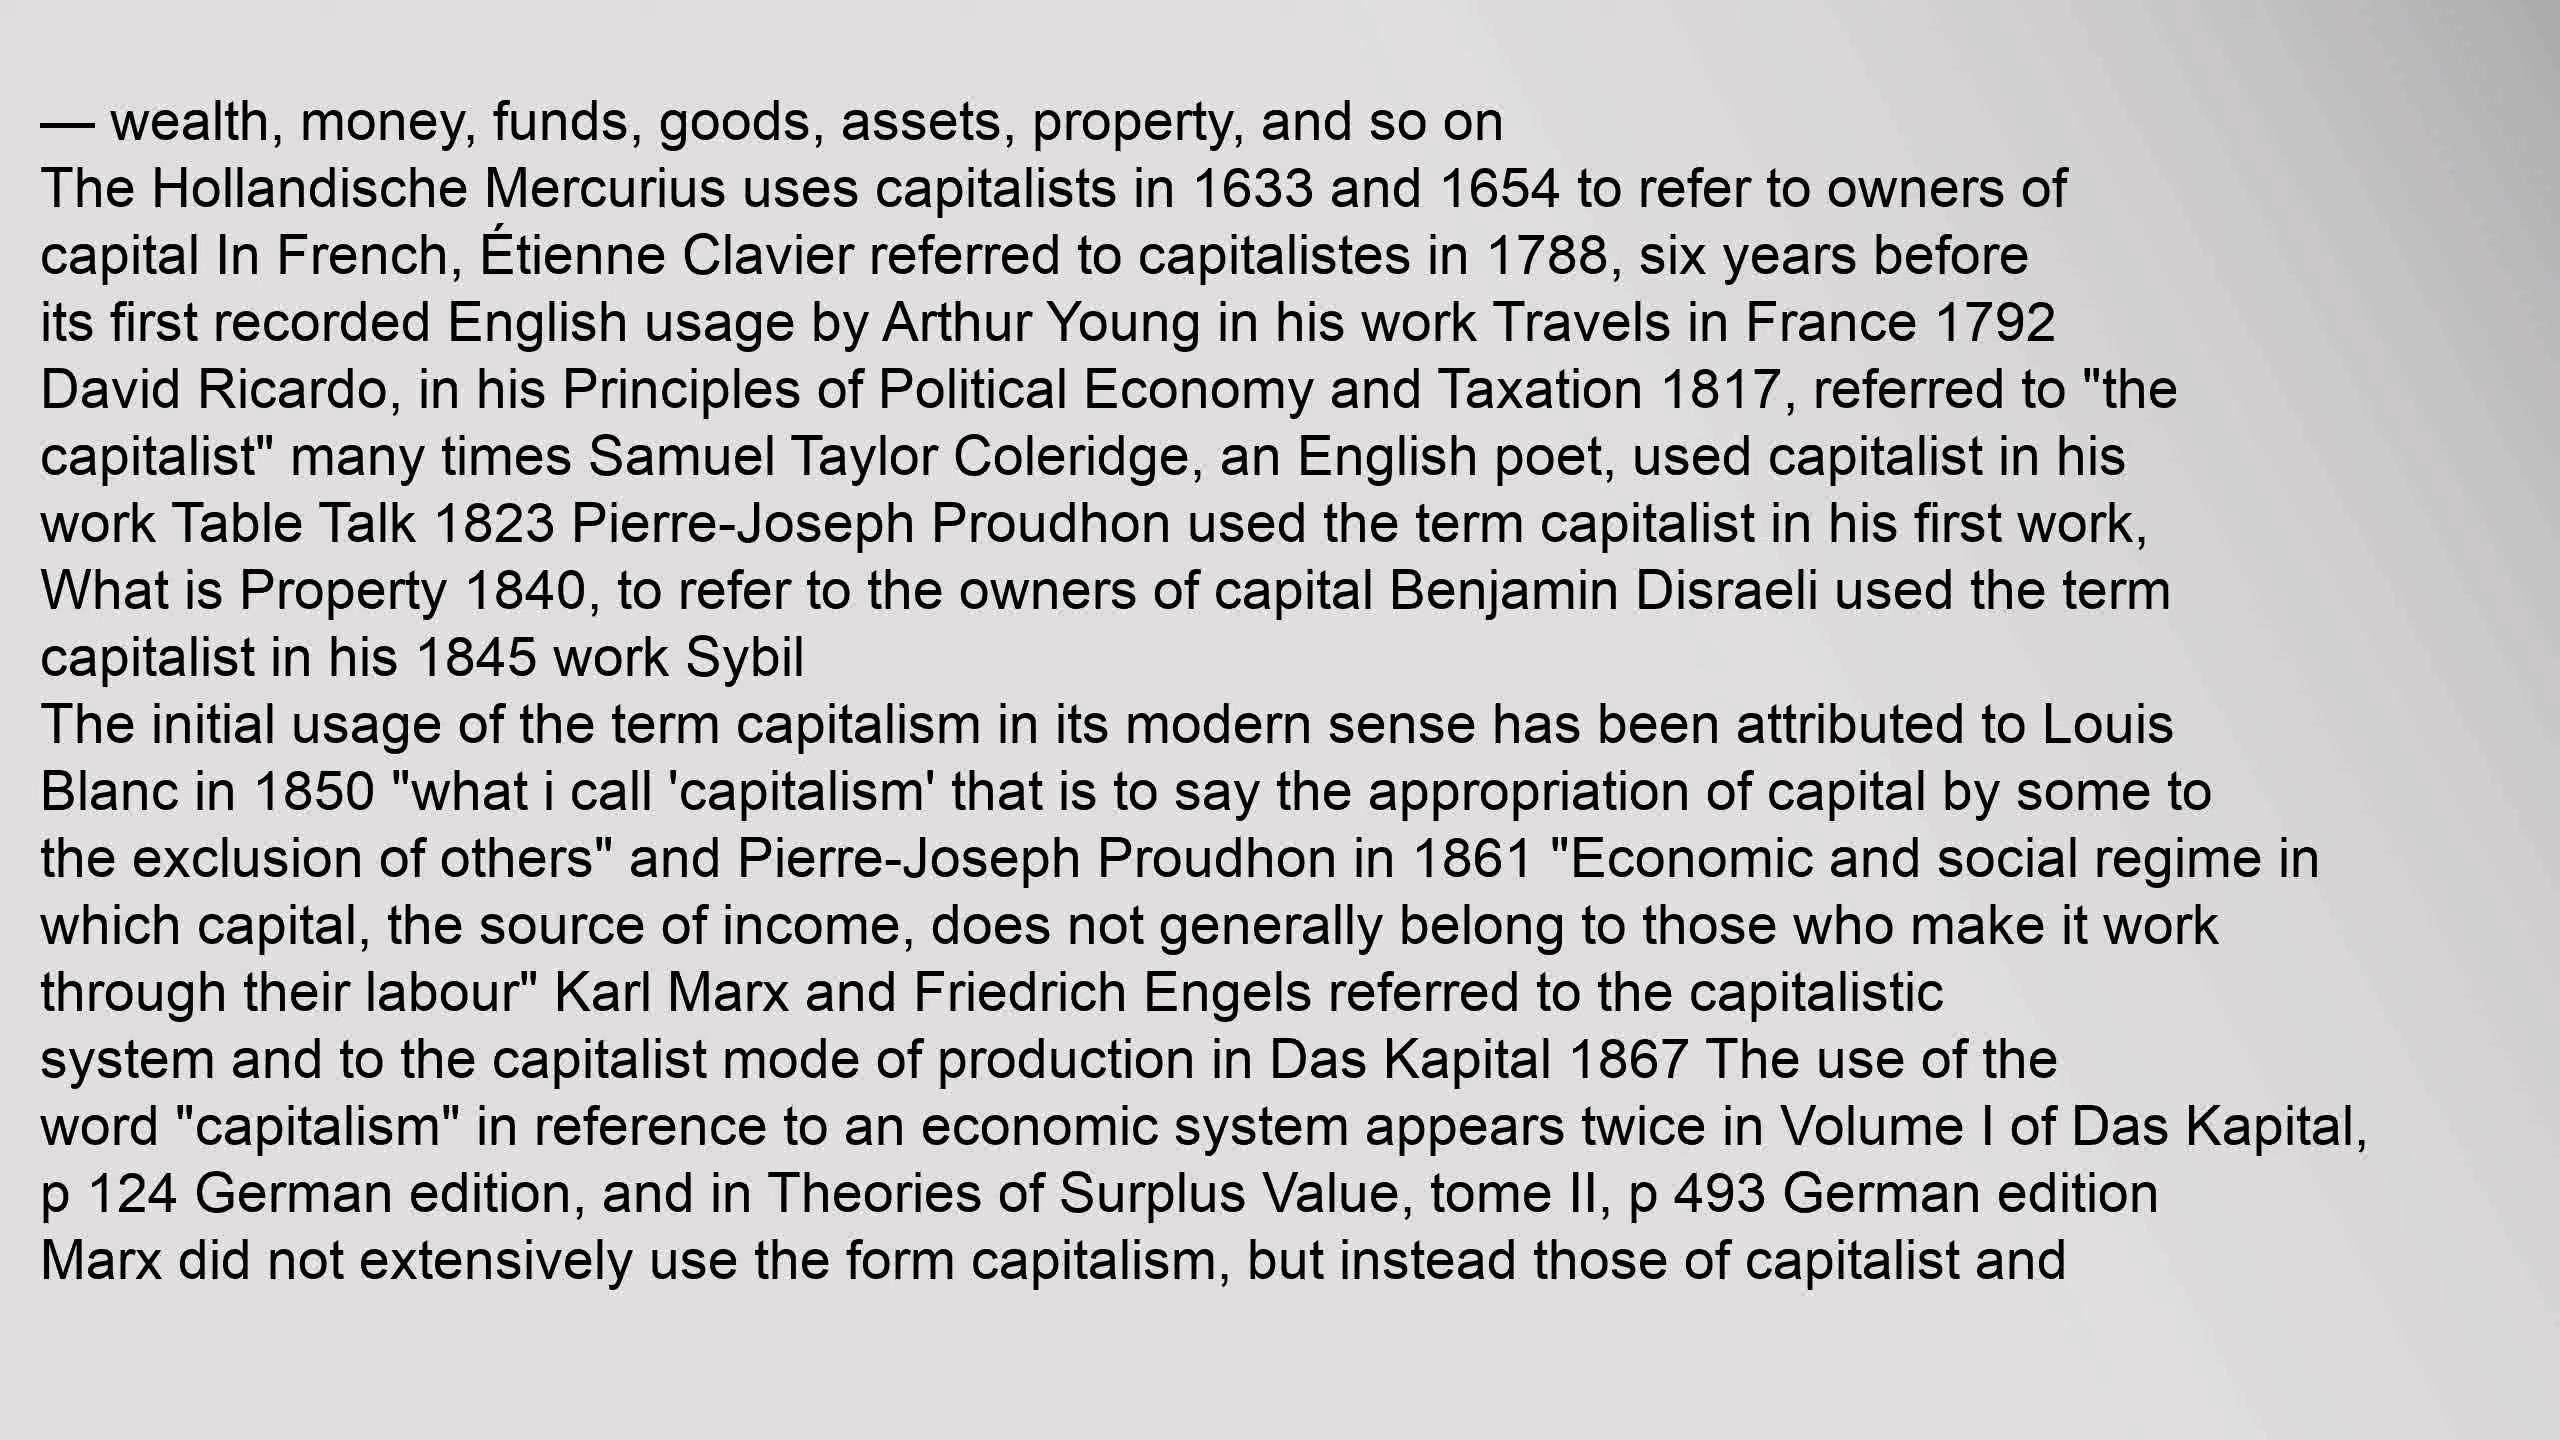 — wealth, money, funds, goods, assets, property, and so on
The Hollandische Mercurius uses capitalists in 1633 and 1654 to refer to owners of
capital In French, Étienne Clavier referred to capitalistes in 1788, six years before
its first recorded English usage by Arthur Young in his work Travels in France 1792
David Ricardo, in his Principles of Political Economy and Taxation 1817, referred to "the
capitalist" many times Samuel Taylor Coleridge, an English poet, used capitalist in his
work Table Talk 1823 Pierre-Joseph Proudhon used the term capitalist in his first work,
What is Property 1840, to refer to the owners of capital Benjamin Disraeli used the term
capitalist in his 1845 work Sybil
The initial usage of the term capitalism in its modern sense has been attributed to Louis
Blanc in 1850 "what i call 'capitalism' that is to say the appropriation of capital by some to
the exclusion of others" and Pierre-Joseph Proudhon in 1861 "Economic and social regime in
which capital, the source of income, does not generally belong to those who make it work
through their labour" Karl Marx and Friedrich Engels referred to the capitalistic
system and to the capitalist mode of production in Das Kapital 1867 The use of the
word "capitalism" in reference to an economic system appears twice in Volume I of Das Kapital,
p 124 German edition, and in Theories of Surplus Value, tome II, p 493 German edition
Marx did not extensively use the form capitalism, but instead those of capitalist and